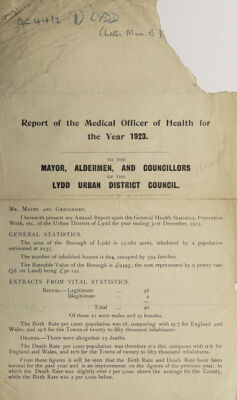 AC 4412 ① LYDD
(Later Mun B)
Report of the Medical Officer of Health for
the Year 1923.
TO THE
MAYOR, ALDERMEN, AND COUNCILLORS
OF THE
LYDD URBAN DISTRICT COUNCIL.
MR. MAYOR AND GENTLEMEN,
I herewith present my Annual Report upon the General Health Statistics, Preventive
Work, etc., of the Urban District of Lydd for year ending 31st December, 1923.
GENERAL STATISTICS.
The area of the Borough of Lydd is 12,082 acres, inhabited by a population
estimated at 2233.
The number of inhabited houses is 604, occupied by 594 families.
The Rateable Value of the Borough is £9493; the sum represented by a penny rate
(¼d on Land) being £30 15s.
EXTRACTS FROM VITAL STATISTICS.
BIRTHS.—Legitimate ... 36
Illegitimate ... 4
Total ... 40
Of these 21 were males and 19 females.
The Birth Rate per 1,000 population was 18, comparing with 19·7 for England and
Wales, and 19·8 for the Towns of twenty to fifty thousand inhabitants
DEATHS.—There were altogether 25 deaths.
The Death Rate per 1,000 population was therefore 11·2 this compares with 11·6 for
England and Wales, and 10·6 for the Towns of twenty to fifty thousand inhabitants.
From these figures it will be seen that the Birth Rate and Death Rate have been
normal for the past year and is an improvement on the figures of the previous year, in
which the Death Rate was slightly over 1 per 1,000 above the average for the County,
while the Birth Rate was 2 per 1,000 below.